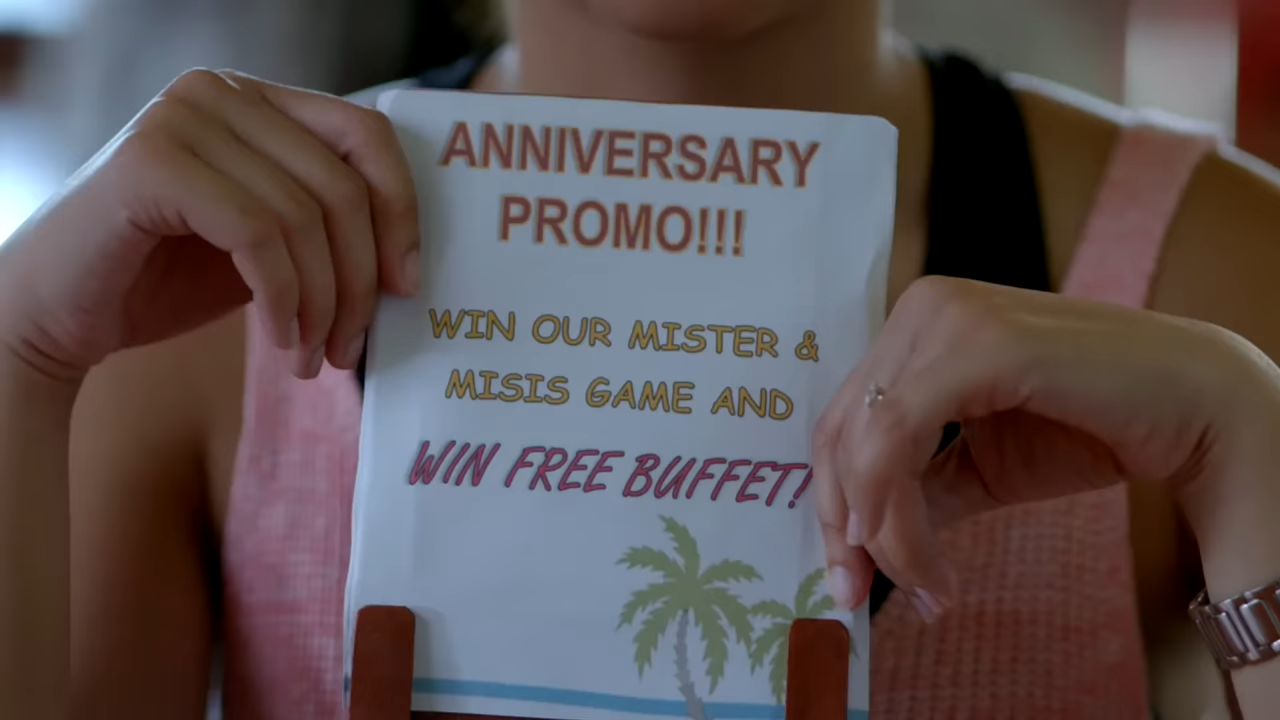 ANNIVERSARY
PROMO!!!
WIN OUR MISTER &
MISIS GAME AND
WIN FREE BUFFET!